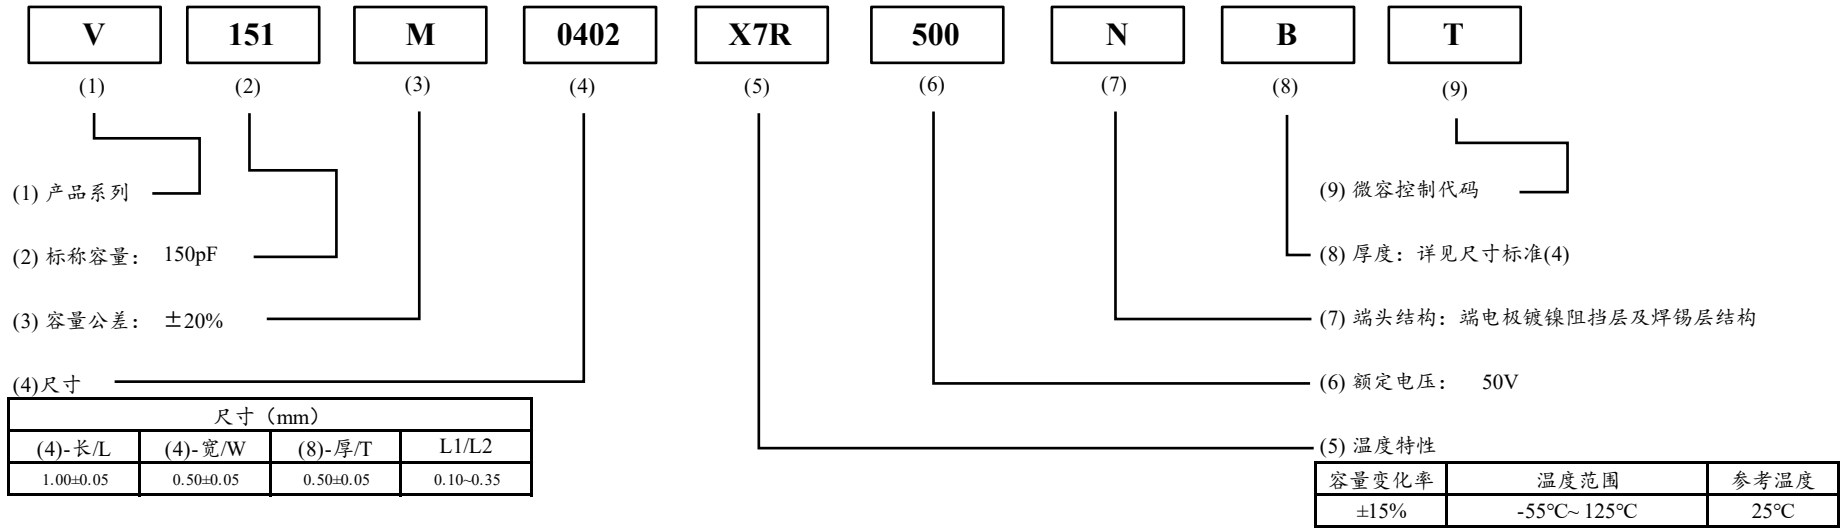 V 151 M 0402 X7R 500 N B T
(1) (2) (3) (4) (5) (6) (7) (8) (9)
(1) 产品系列
(9) 微容控制代码
(2) 标称容量： 150pF
(8) 厚度：详见尺寸标准(4)
(3) 容量公差： ±20%
(7) 端头结构：端电极镀镍阻挡层及焊锡层结构
(4)尺寸
(6) 额定电压： 50V
尺寸（mm）
(4)-长/L (4)-宽/W (8)-厚/T L1/L2
1.00±0.05 0.50±0.05 0.50±0.05 0.10~0.35
(5) 温度特性
容量变化率 温度范围 参考温度
±15% -55℃~ 125℃ 25℃